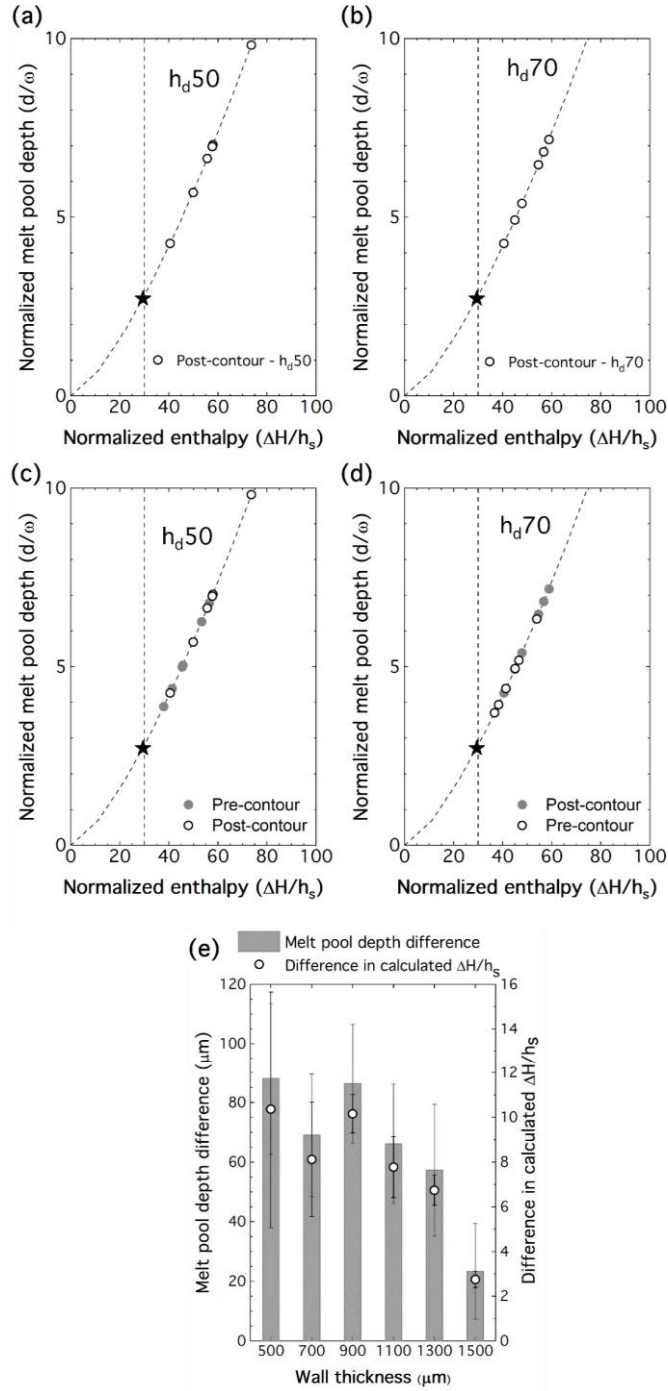 (a)
Normalized melt pool depth (d/ω)
10
5
0
h_d50
Post-contour - h_d50
0 20 40 60 80 100
Normalized enthalpy (ΔH/h_s)
(b)
Normalized melt pool depth (d/ω)
10
5
0
h_d70
Post-contour - h_d70
0 20 40 60 80 100
Normalized enthalpy (ΔH/h_s)
(c)
Normalized melt pool depth (d/ω)
10
5
0
h_d50
Pre-contour
Post-contour
0 20 40 60 80 100
Normalized enthalpy (ΔH/h_s)
(d)
Normalized melt pool depth (d/ω)
10
5
0
h_d70
Post-contour
Pre-contour
0 20 40 60 80 100
Normalized enthalpy (ΔH/h_s)
(e)
Melt pool depth difference
Difference in calculated ΔH/h_s
Melt pool depth difference (μm)
120
100
80
60
40
20
0
16
14
12
10
8
6
4
2
0
Difference in calculated ΔH/h_s
500 700 900 1100 1300 1500
Wall thickness (μm)